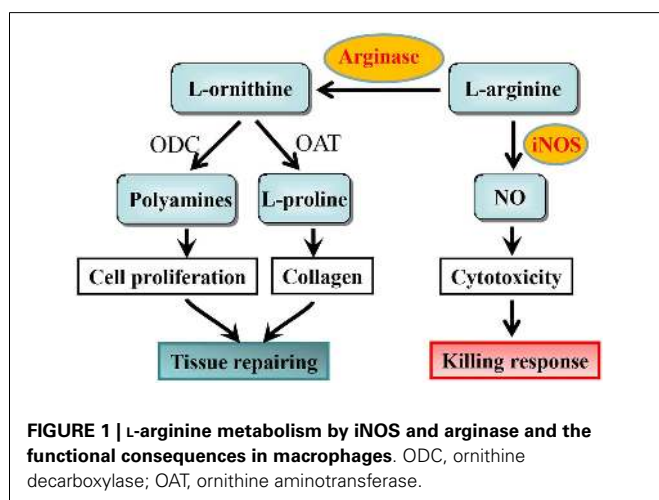 Arginase
L-ornithine L-arginine
ODC OAT iNOS
Polyamines L-proline NO
Cell proliferation Collagen Cytotoxicity
Tissue repairing Killing response
FIGURE 1 | L-arginine metabolism by iNOS and arginase and the
functional consequences in macrophages. ODC, ornithine
decarboxylase; OAT, ornithine aminotransferase.